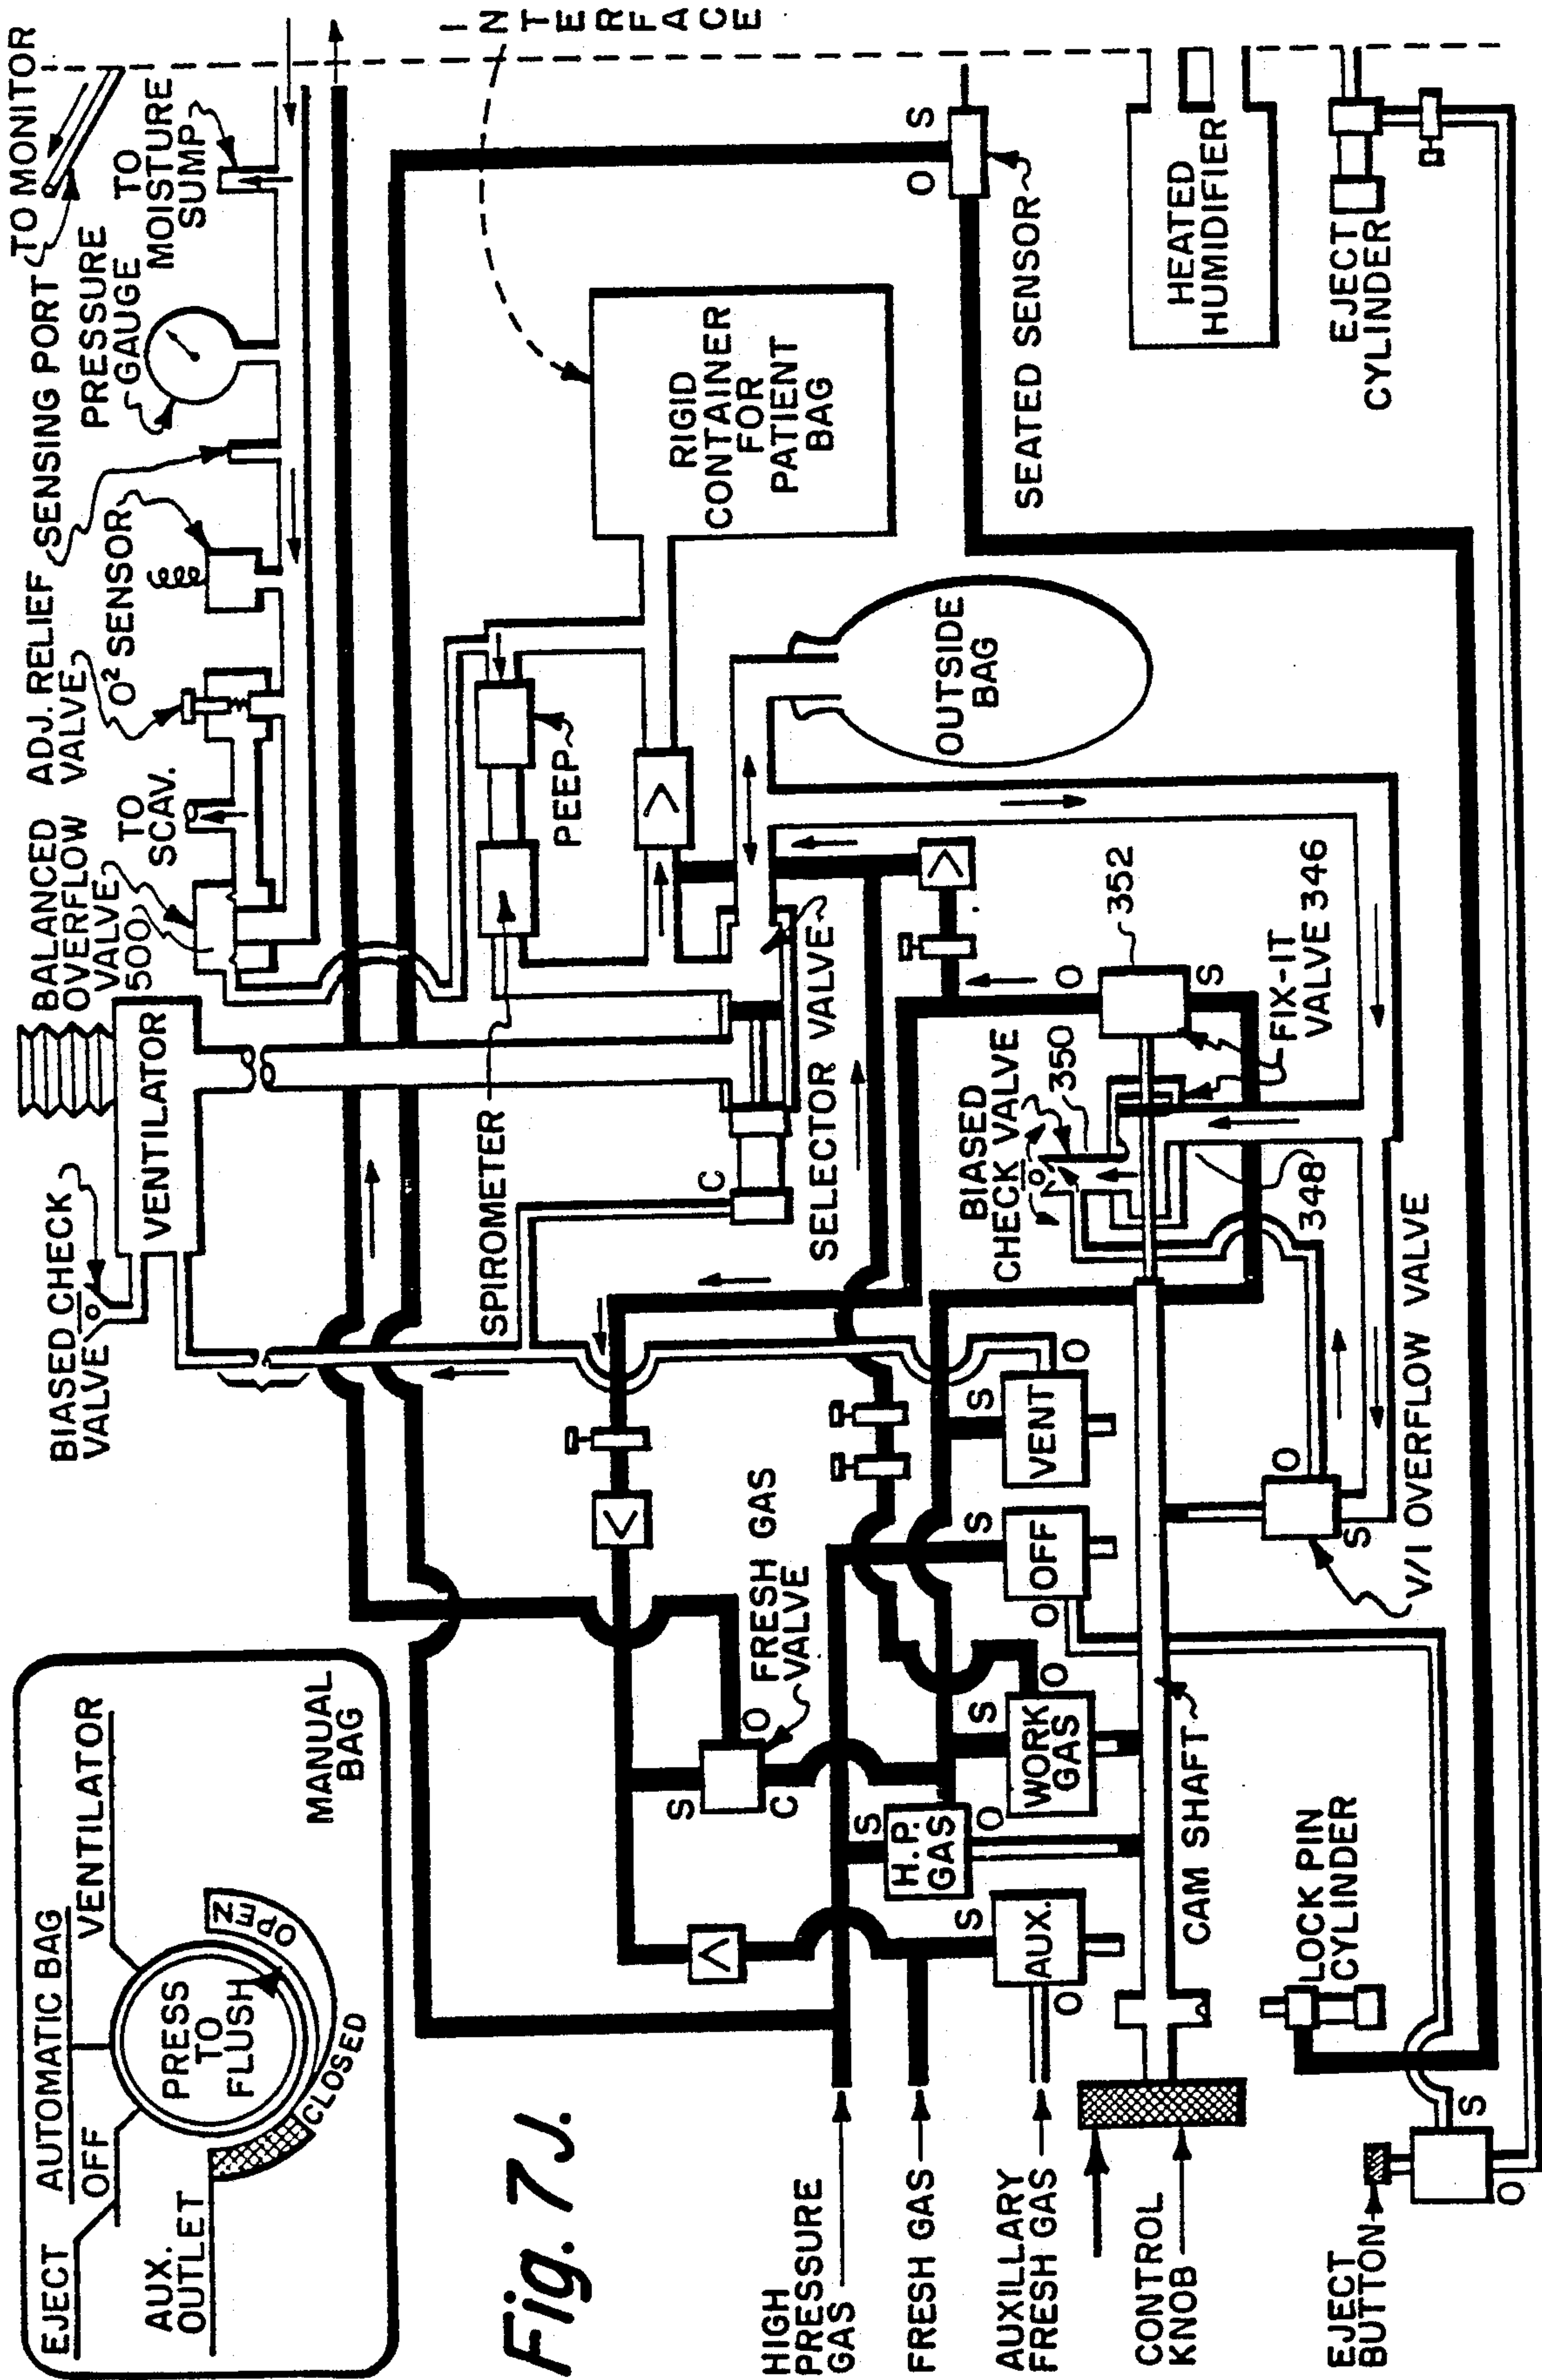 TO MONITOR
SENSING PORT
PRESSURE
GAUGE
TO
MOISTURE
SUMP
I
N
T
E
R
F
A
C
E
BALANCED
OVERFLOW
VALVE
500
TO
SCAV.
ADJ. RELIEF
VALVE
O² SENSOR
BIASED CHECK
VALVE
VENTILATOR
SPIROMETER
PEEP
RIGID
CONTAINER
FOR
PATIENT
BAG
O
S
SEATED SENSOR
HEATED
HUMIDIFIER
EJECT
CYLINDER
OUTSIDE
BAG
C
SELECTOR VALVE
352
O
S
FIX-IT
VALVE 346
BIASED
CHECK VALVE
350
348
EJECT
AUTOMATIC BAG
OFF
VENTILATOR
AUX.
OUTLET
PRESS
TO
FLUSH
OPEN
CLOSED
MANUAL
BAG
Fig. 7J.
S
O
C
FRESH GAS
VALVE
S
H.P.
GAS
O
S
WORK
GAS
O
S
OFF
O
S
VENT
O
S
AUX.
O
O
S
V/I OVERFLOW VALVE
CAM SHAFT
LOCK PIN
CYLINDER
HIGH
PRESSURE
GAS
FRESH GAS
AUXILLARY
FRESH GAS
CONTROL
KNOB
EJECT
BUTTON
S
O